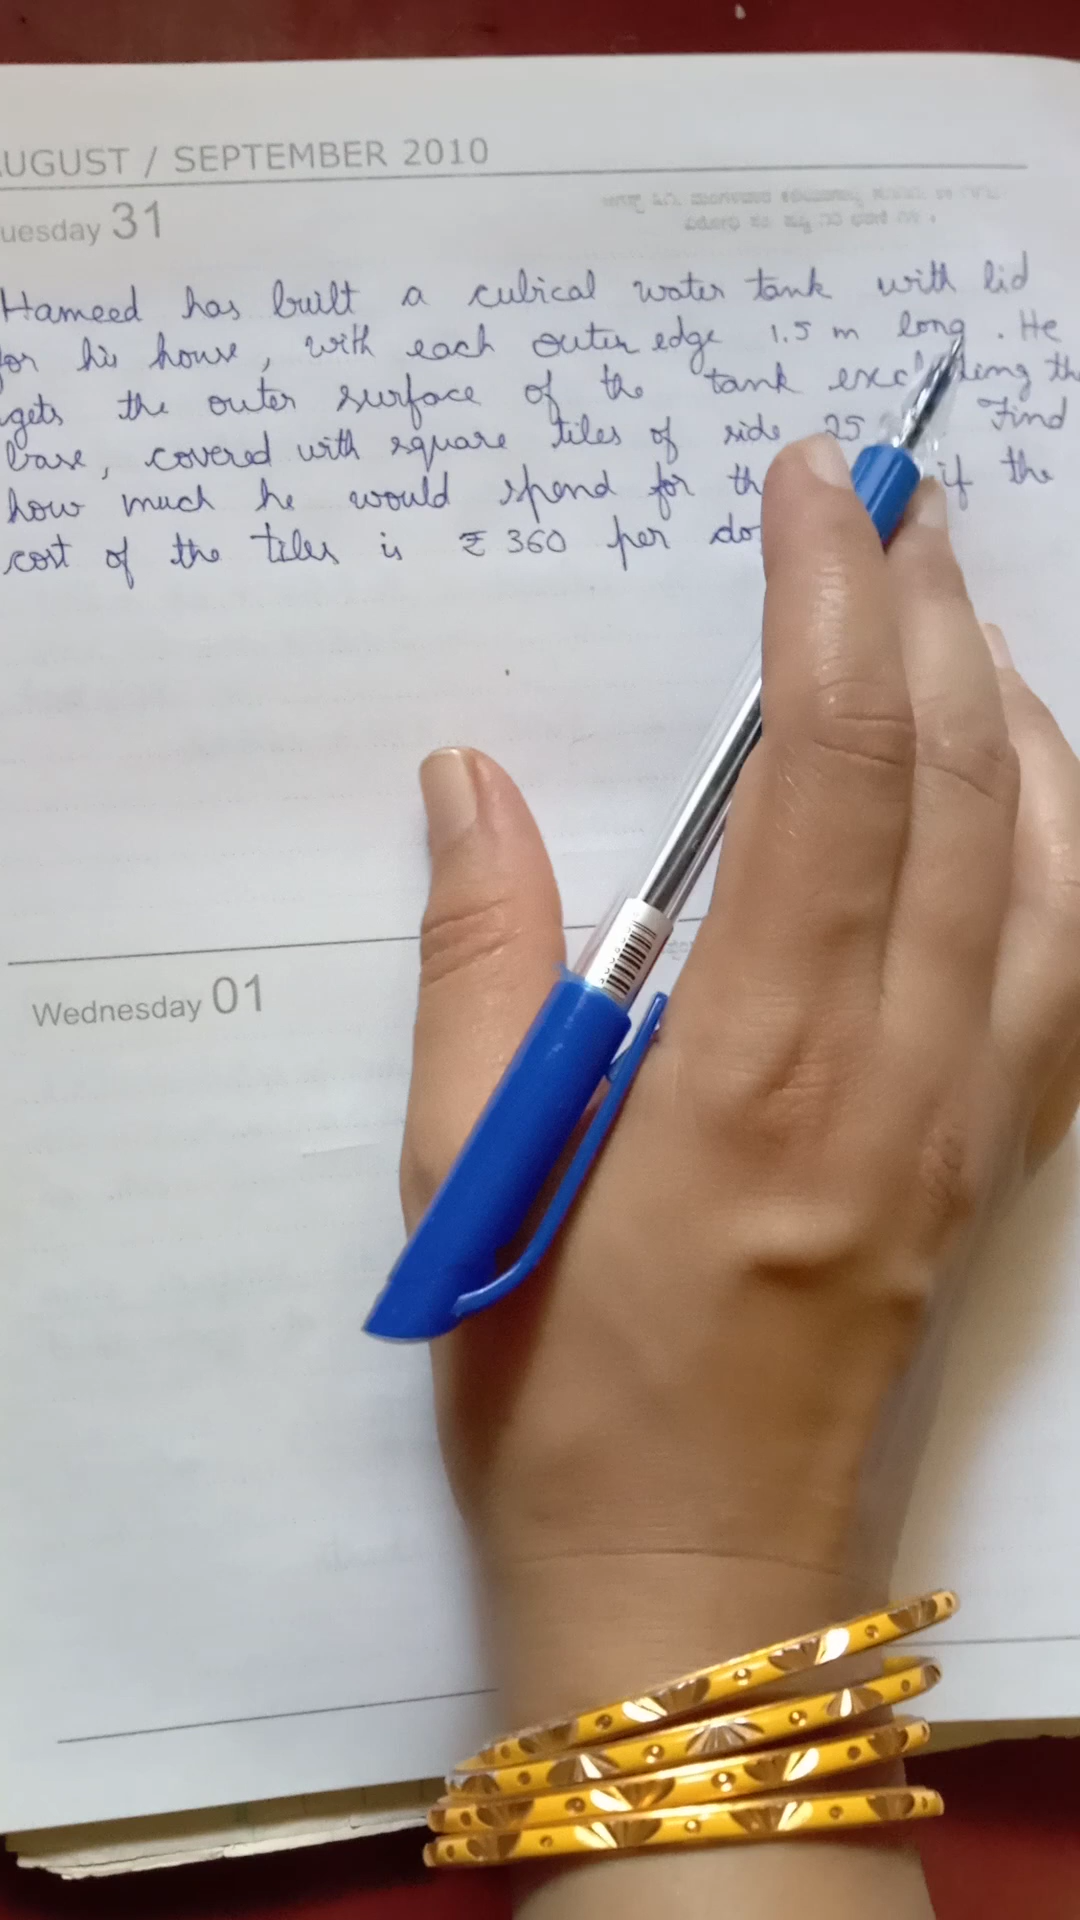 AUGUST / SEPTEMBER 2010
uesday 31
Hameed has built a cubical water tank with lid
for his house, with each outer edge 1.5 m long. He
gets the outer surface of the tank excluding the
base, covered with square tiles of side 25 Find
how much he would spend for th if the
cost of the tiles is ₹ 360 per do
Wednesday 01